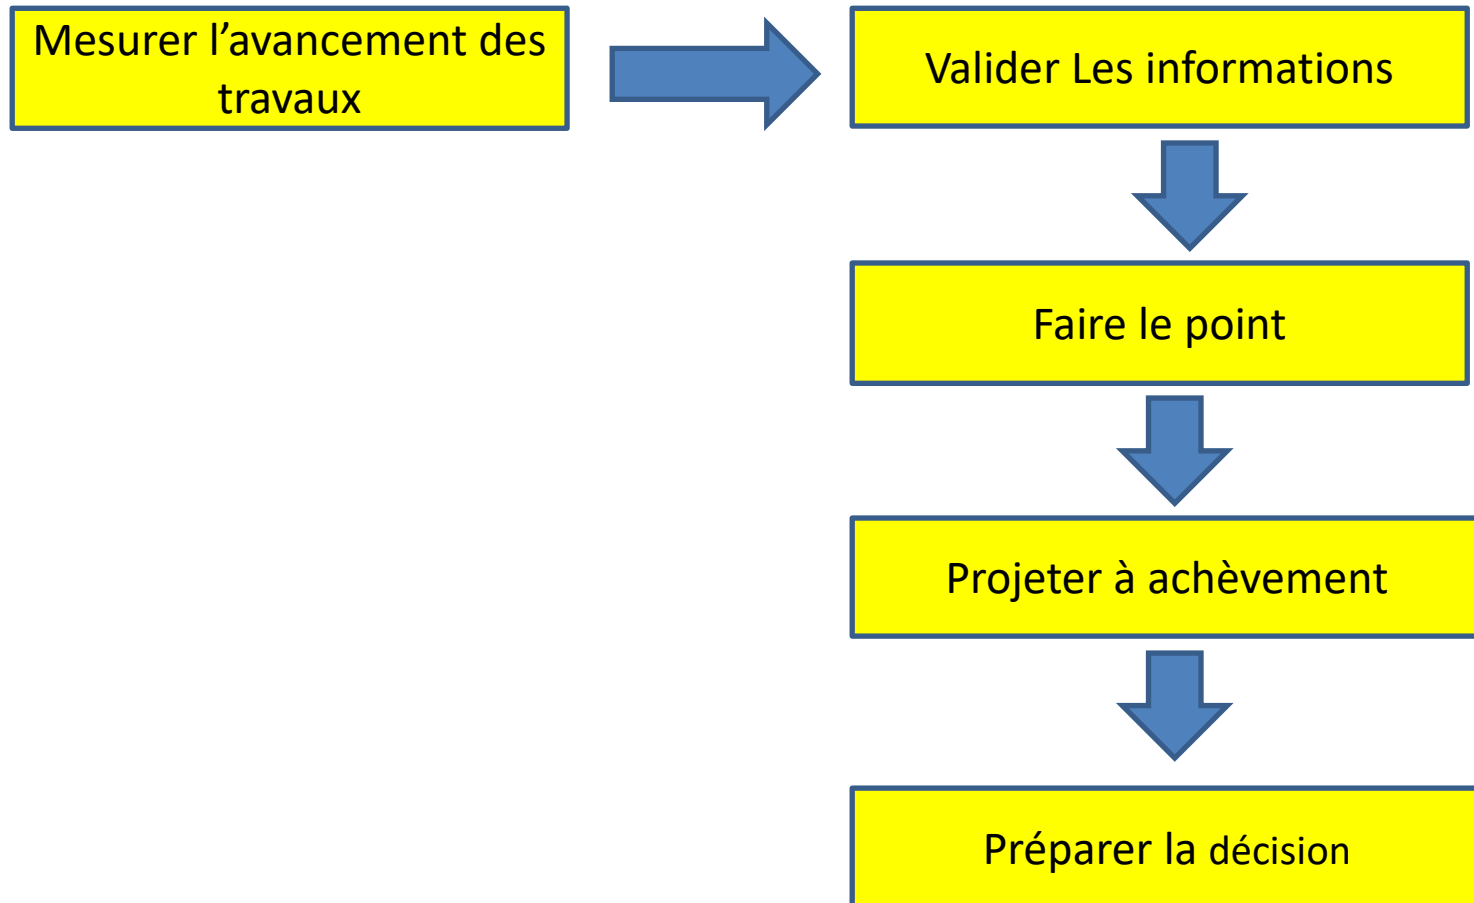 Mesurer l’avancement des
travaux
Valider Les informations
Faire le point
Projeter à achèvement
Préparer la décision